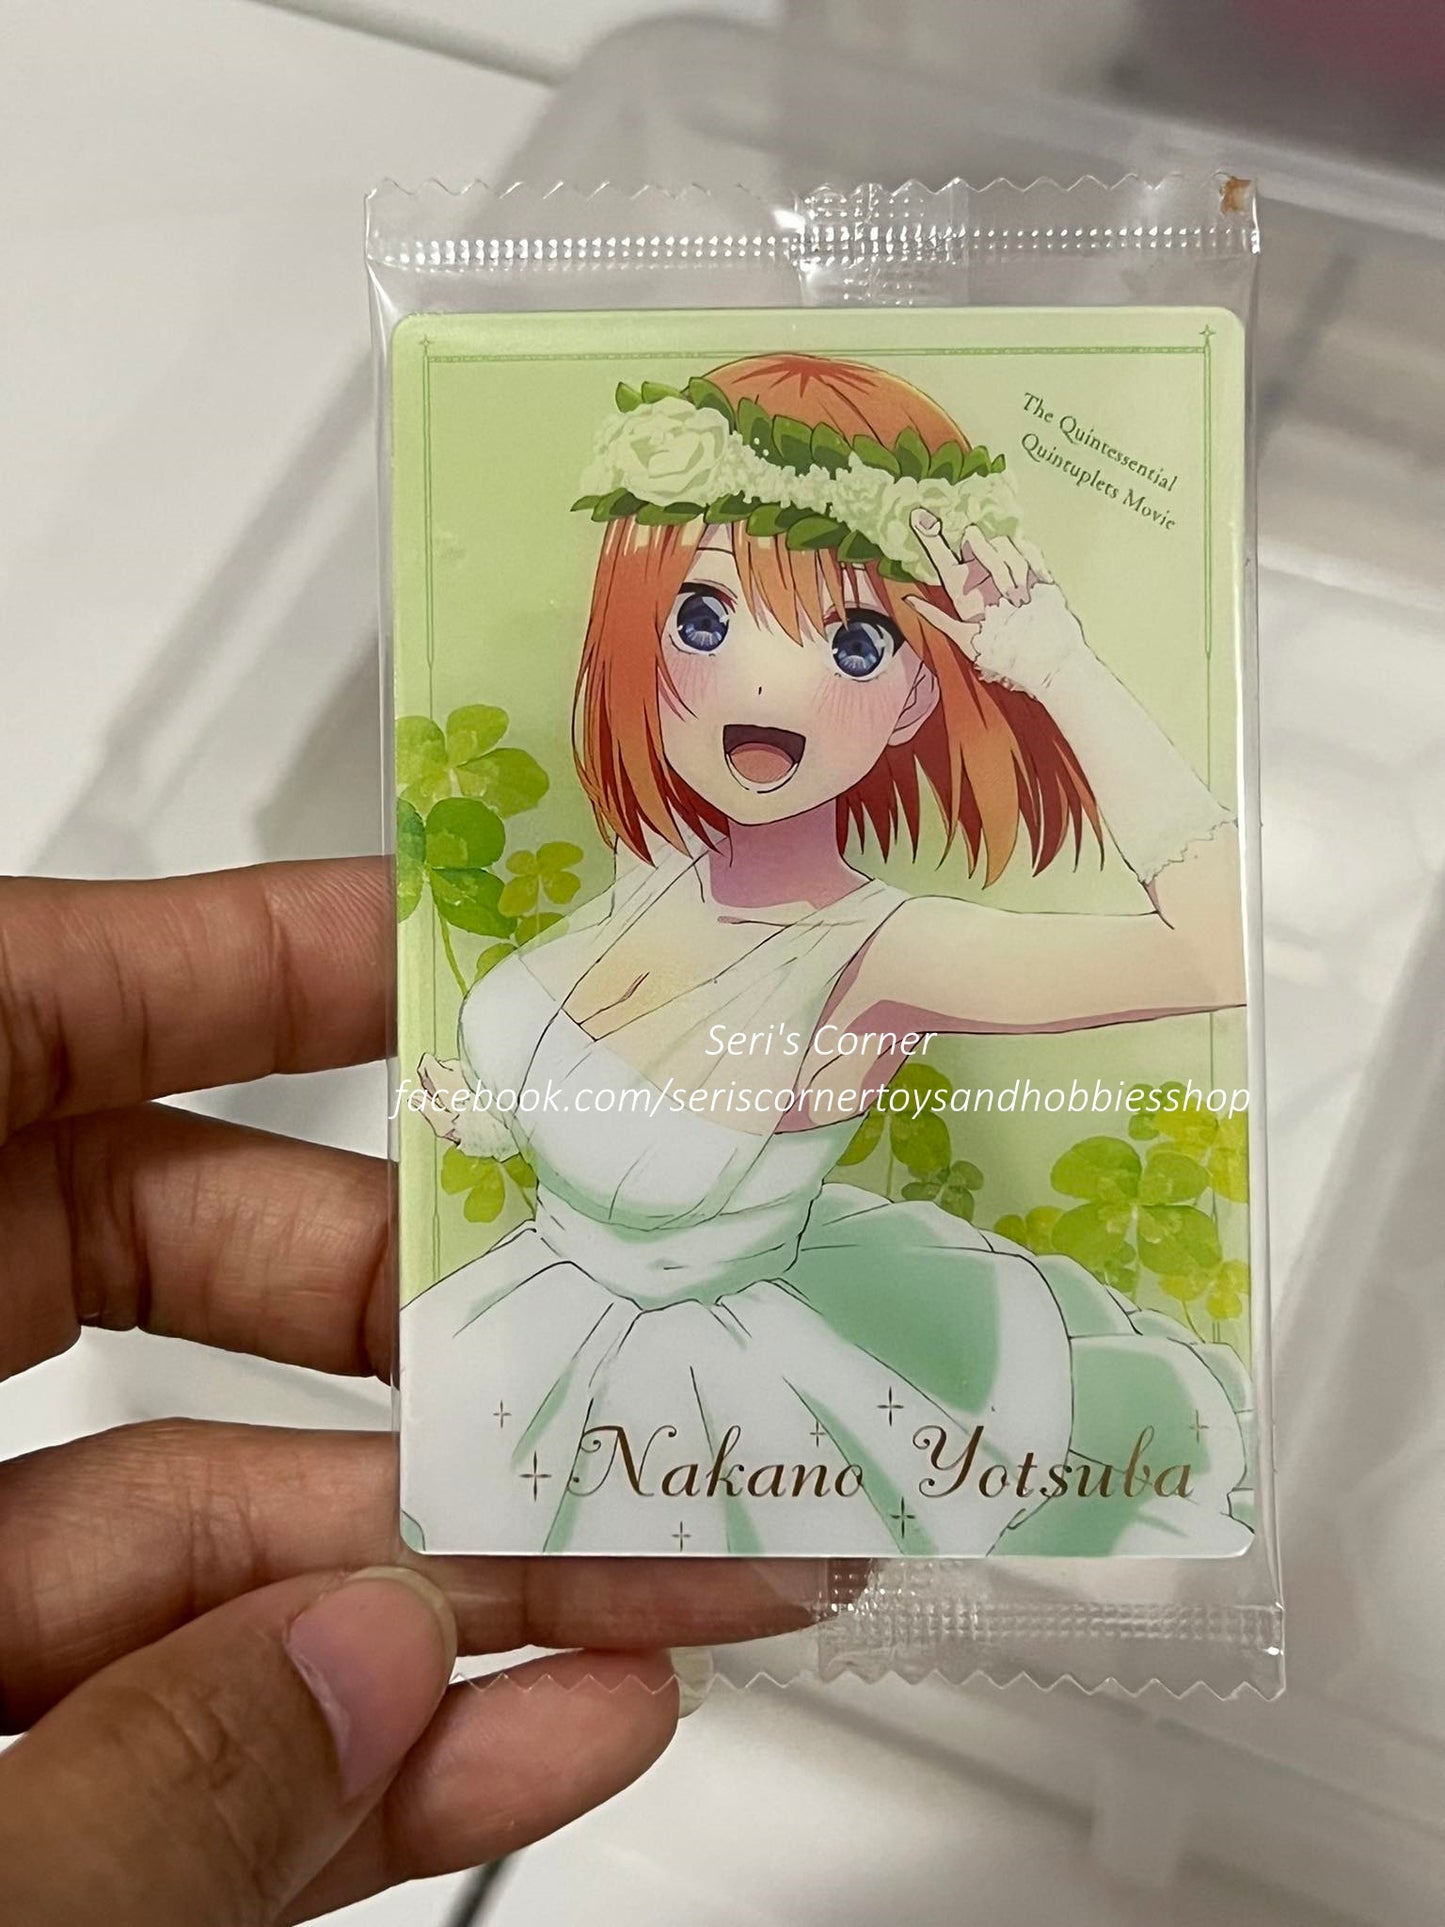 The Quintessential
Quintuplets Movie
Seri's Corner
facebook.com/seriscornertoysandhobbiesshop
Nakano Yotsuba